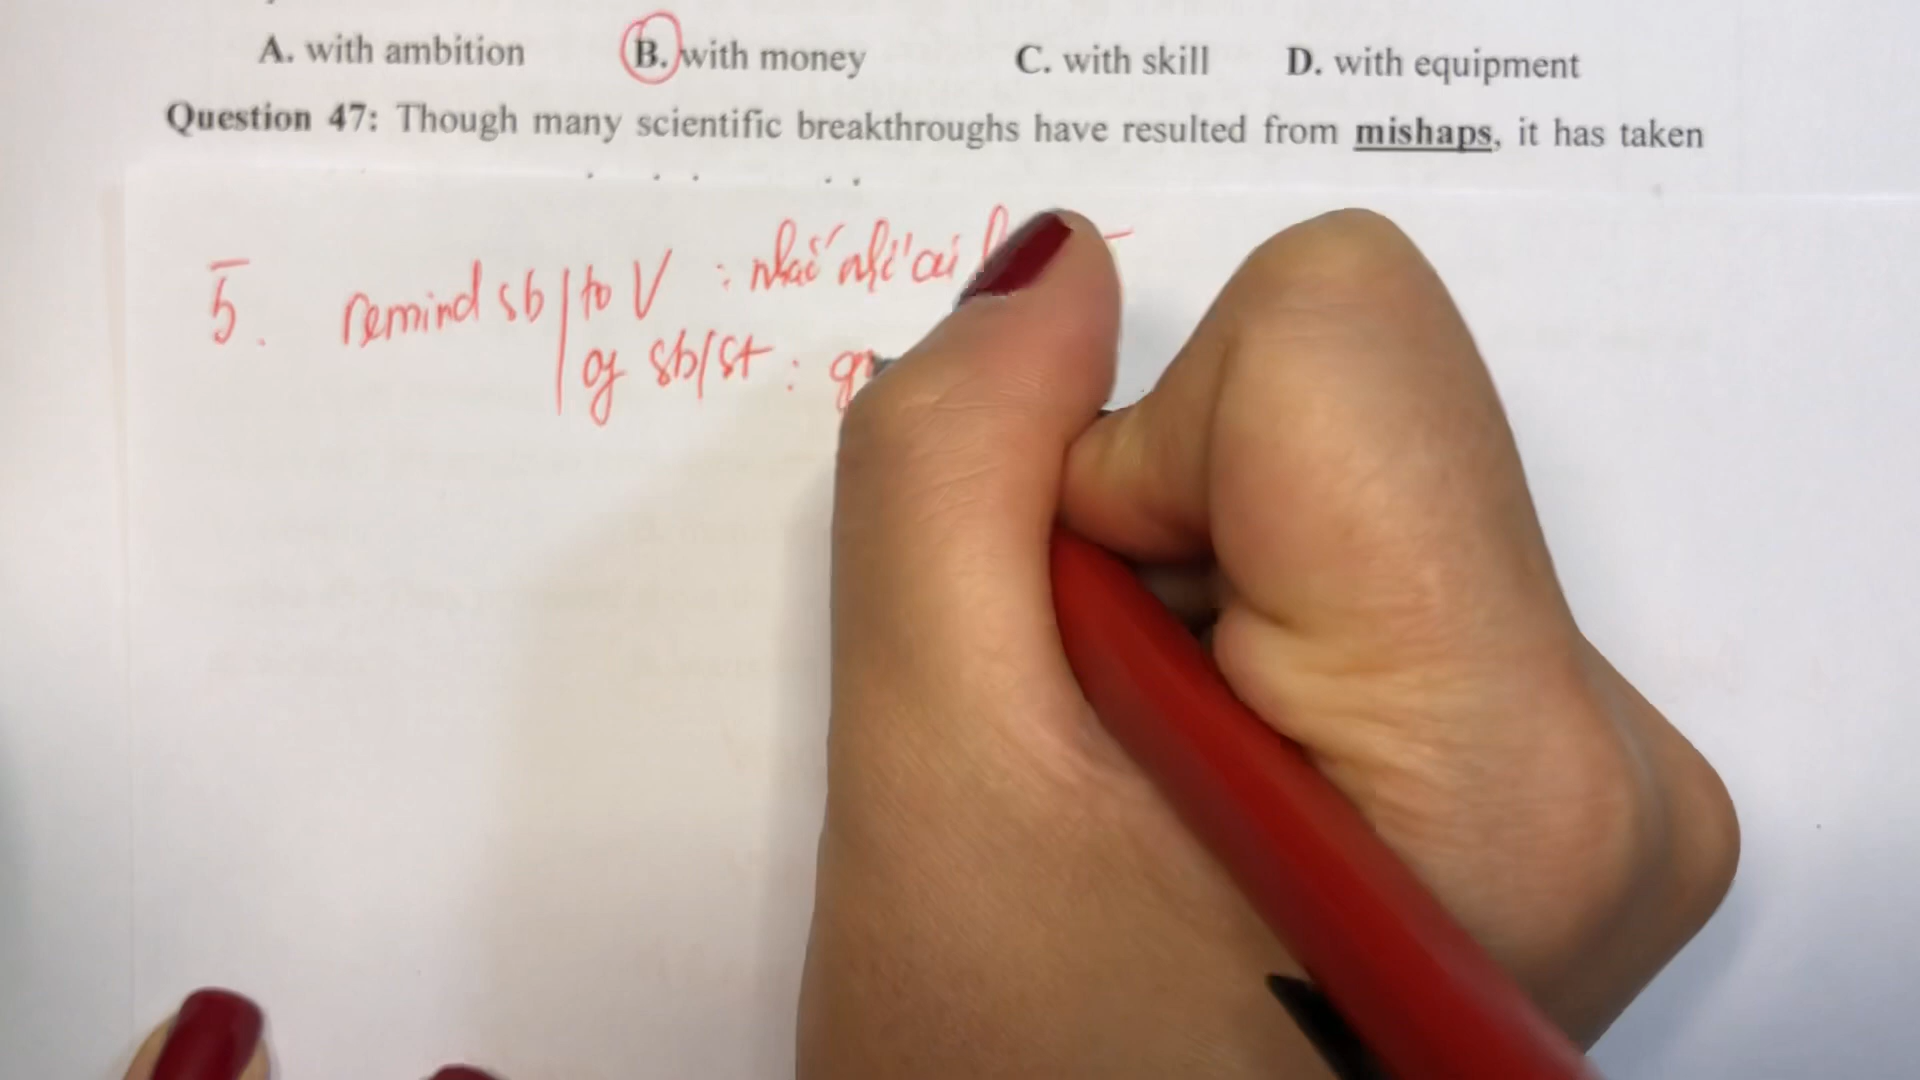 A. with ambition B. with money C. with skill D. with equipment
Question 47: Though many scientific breakthroughs have resulted from mishaps, it has taken
5. remind sb to V : nhắc nhở ai
of sb/st :